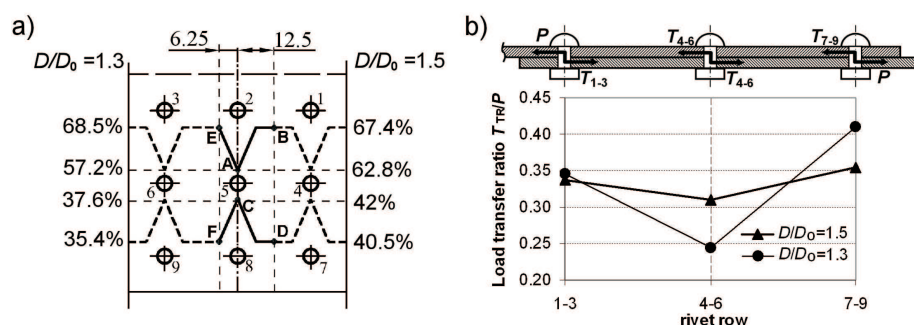 a)
6.25 12.5
D/D0 =1.3 D/D0 =1.5
3 2 1
68.5% E B 67.4%
57.2% A 62.8%
6 5 4
37.6% C 42%
35.4% F D 40.5%
9 8 7
b)
P T4-6 T7-9
T1-3 T4-6 P
Load transfer ratio TTR/P
0.45
0.40
0.35
0.30
0.25
0.20
D/D0=1.5
D/D0=1.3
1-3 4-6 7-9
rivet row